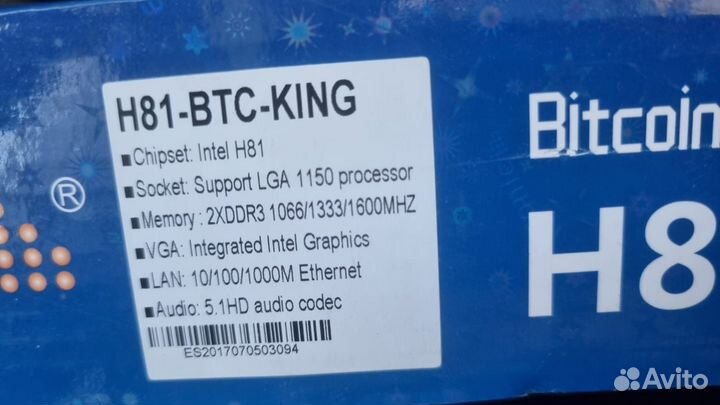 H81-BTC-KING
■Chipset: Intel H81
■Socket: Support LGA 1150 processor
■Memory : 2XDDR3 1066/1333/1600MHZ
■VGA: Integrated Intel Graphics
■LAN: 10/100/1000M Ethernet
■Audio: 5.1HD audio codec
ES2017070503094
®
Bitcoin
H8
Avito